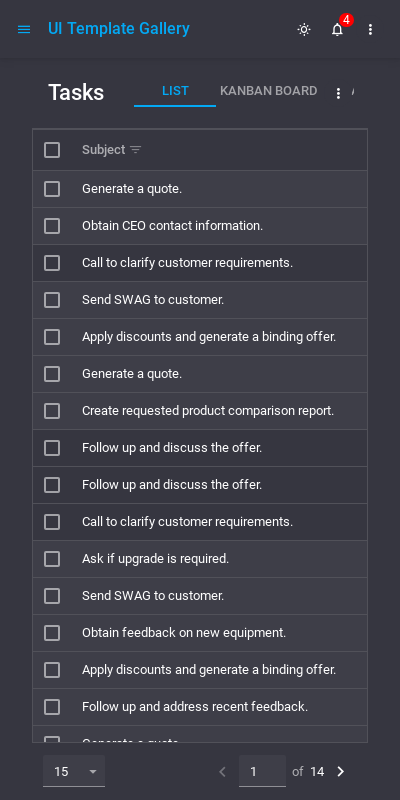 UI Template Gallery
4
Tasks
LIST
KANBAN BOARD
Subject
Generate a quote.
Obtain CEO contact information.
Call to clarify customer requirements.
Send SWAG to customer.
Apply discounts and generate a binding offer.
Generate a quote.
Create requested product comparison report.
Follow up and discuss the offer.
Follow up and discuss the offer.
Call to clarify customer requirements.
Ask if upgrade is required.
Send SWAG to customer.
Obtain feedback on new equipment.
Apply discounts and generate a binding offer.
Follow up and address recent feedback.
Generate a quote.
15
1 of 14